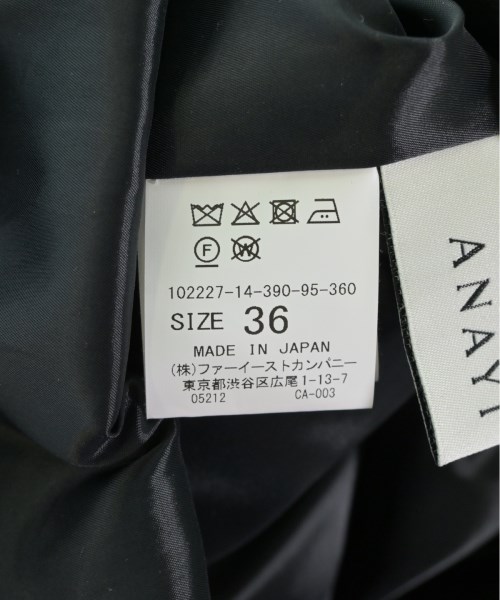 F
W
102227-14-390-95-360
SIZE 36
MADE IN JAPAN
(株)ファーイーストカンパニー
東京都渋谷区広尾1-13-7
05212 CA-003
ANAYI